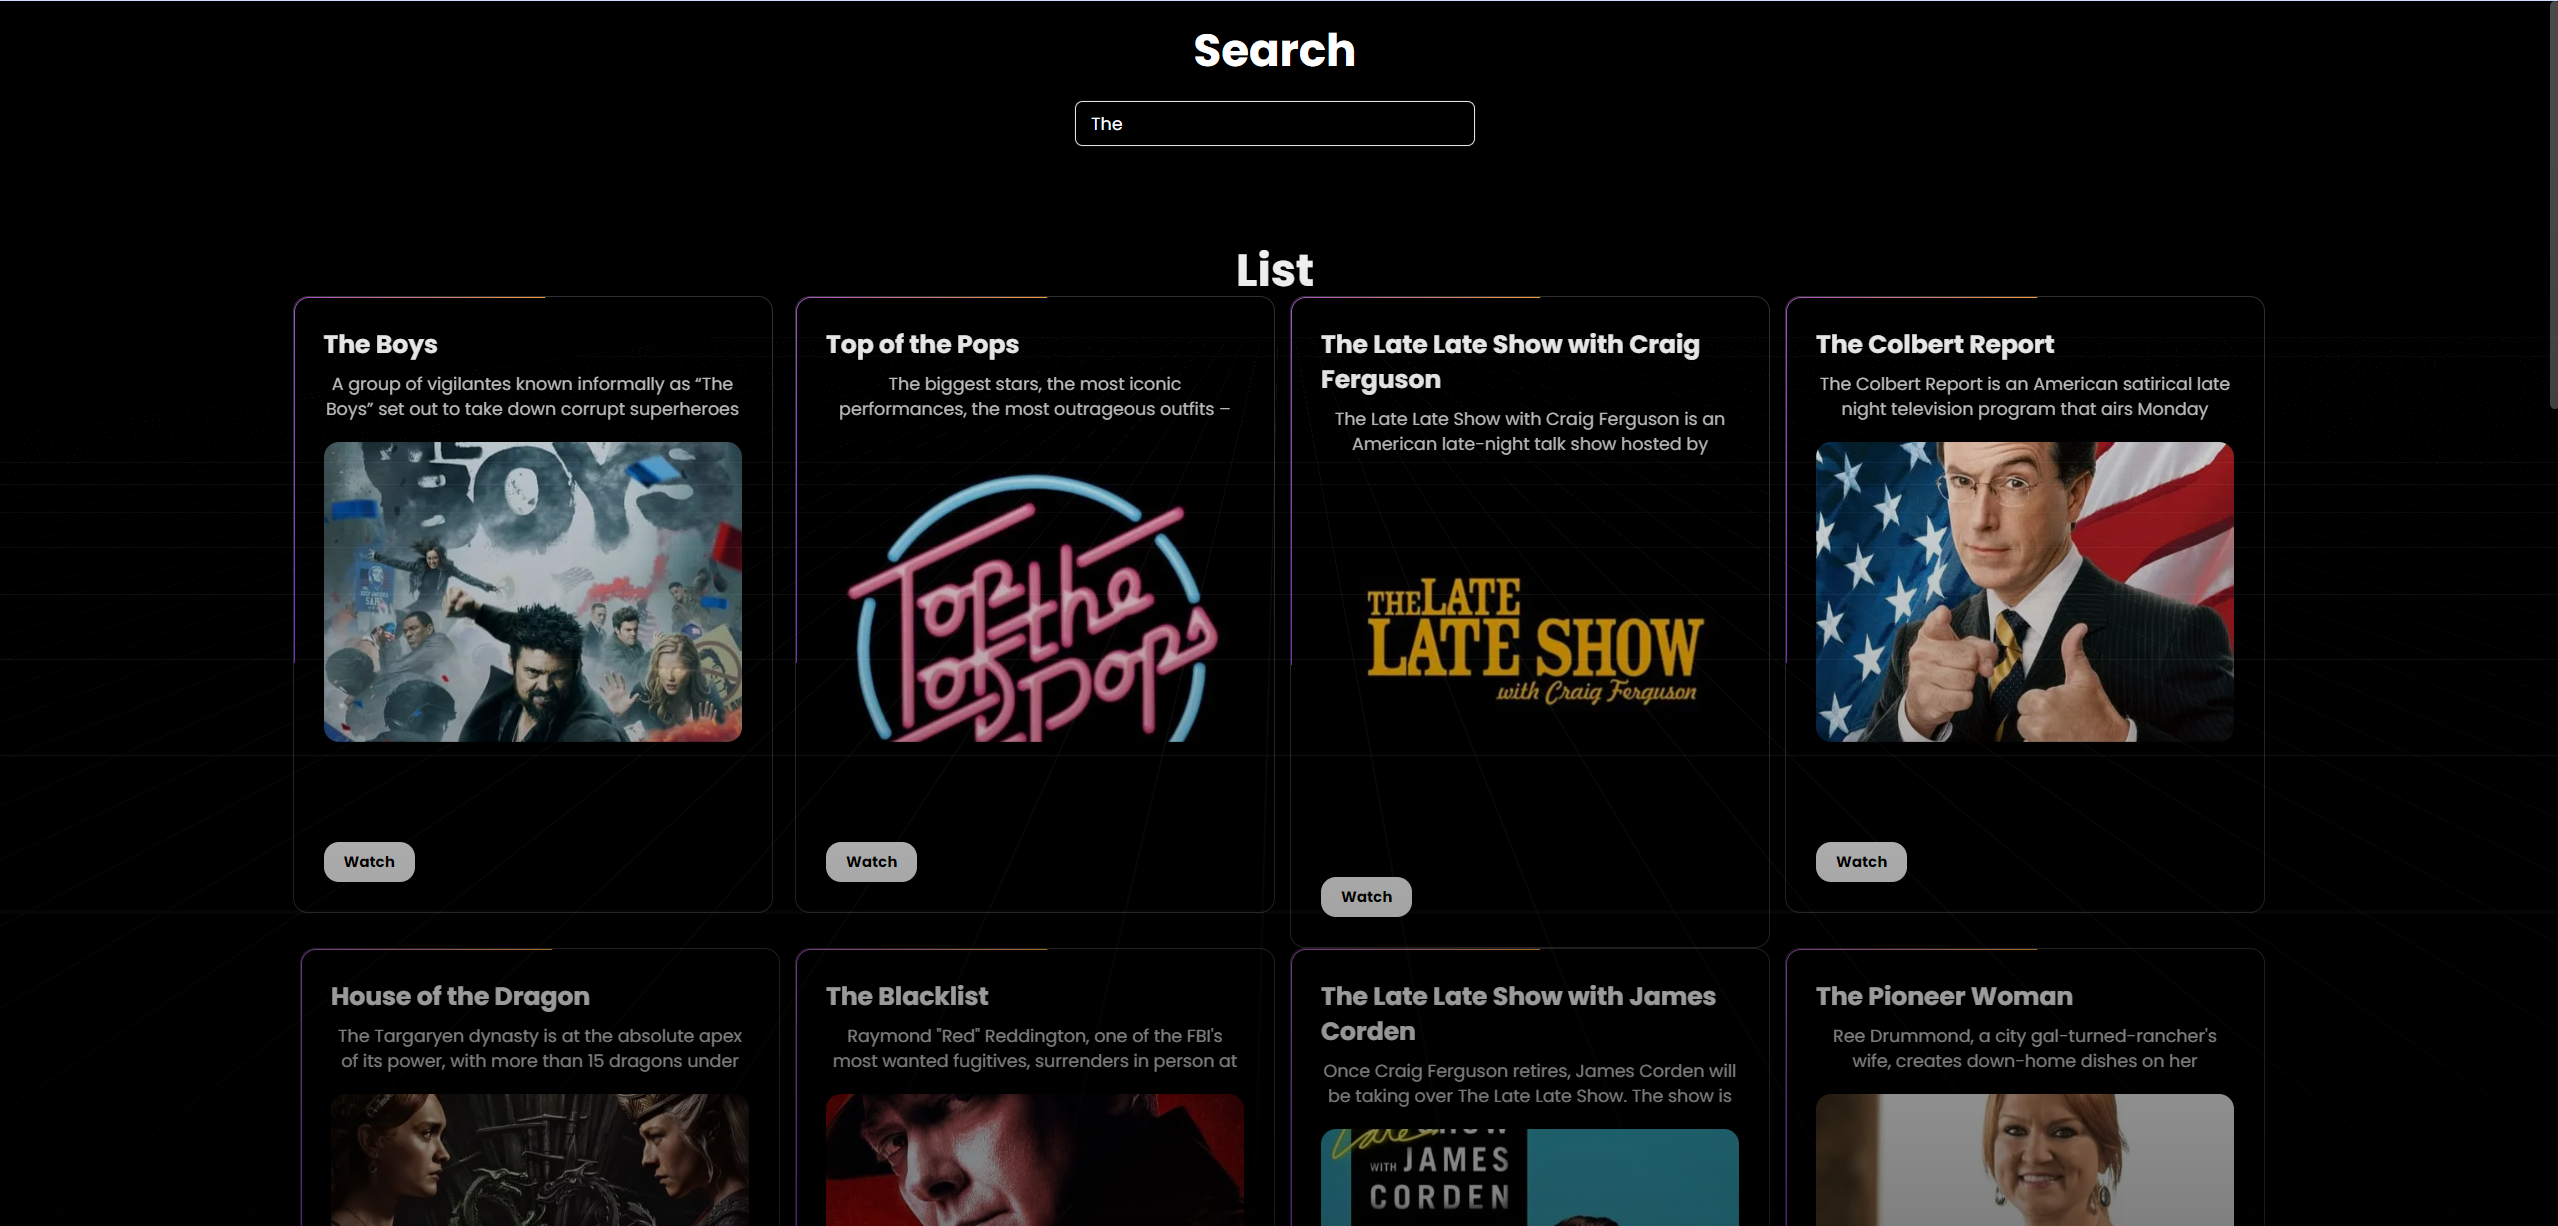 Search
The
List
The Boys
A group of vigilantes known informally as “The
Boys” set out to take down corrupt superheroes
BOYS
Watch
Top of the Pops
The biggest stars, the most iconic
performances, the most outrageous outfits –
Top of the Pops
Watch
The Late Late Show with Craig
Ferguson
The Late Late Show with Craig Ferguson is an
American late-night talk show hosted by
THE LATE
LATE SHOW
with Craig Ferguson
Watch
The Colbert Report
The Colbert Report is an American satirical late
night television program that airs Monday
Watch
House of the Dragon
The Targaryen dynasty is at the absolute apex
of its power, with more than 15 dragons under
The Blacklist
Raymond "Red" Reddington, one of the FBI's
most wanted fugitives, surrenders in person at
The Late Late Show with James
Corden
Once Craig Ferguson retires, James Corden will
be taking over The Late Late Show. The show is
Late SHOW
WITH JAMES
CORDEN
The Pioneer Woman
Ree Drummond, a city gal-turned-rancher's
wife, creates down-home dishes on her